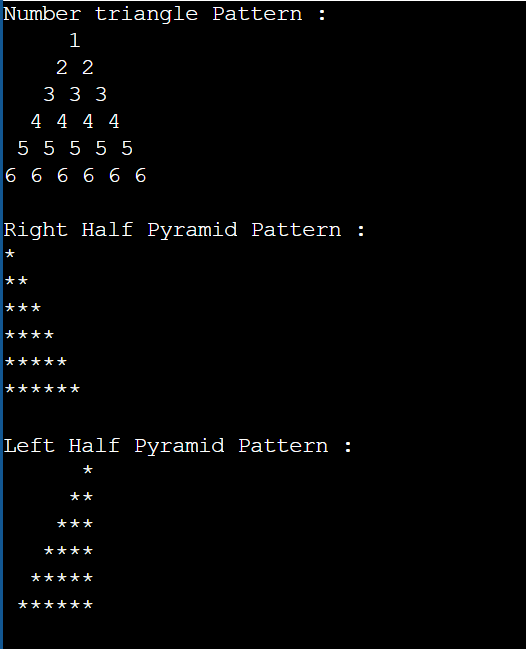 Number triangle Pattern :
     1
    2 2
   3 3 3
  4 4 4 4
 5 5 5 5 5
6 6 6 6 6 6

Right Half Pyramid Pattern :
*
**
***
****
*****
******

Left Half Pyramid Pattern :
      *
     **
    ***
   ****
  *****
 ******